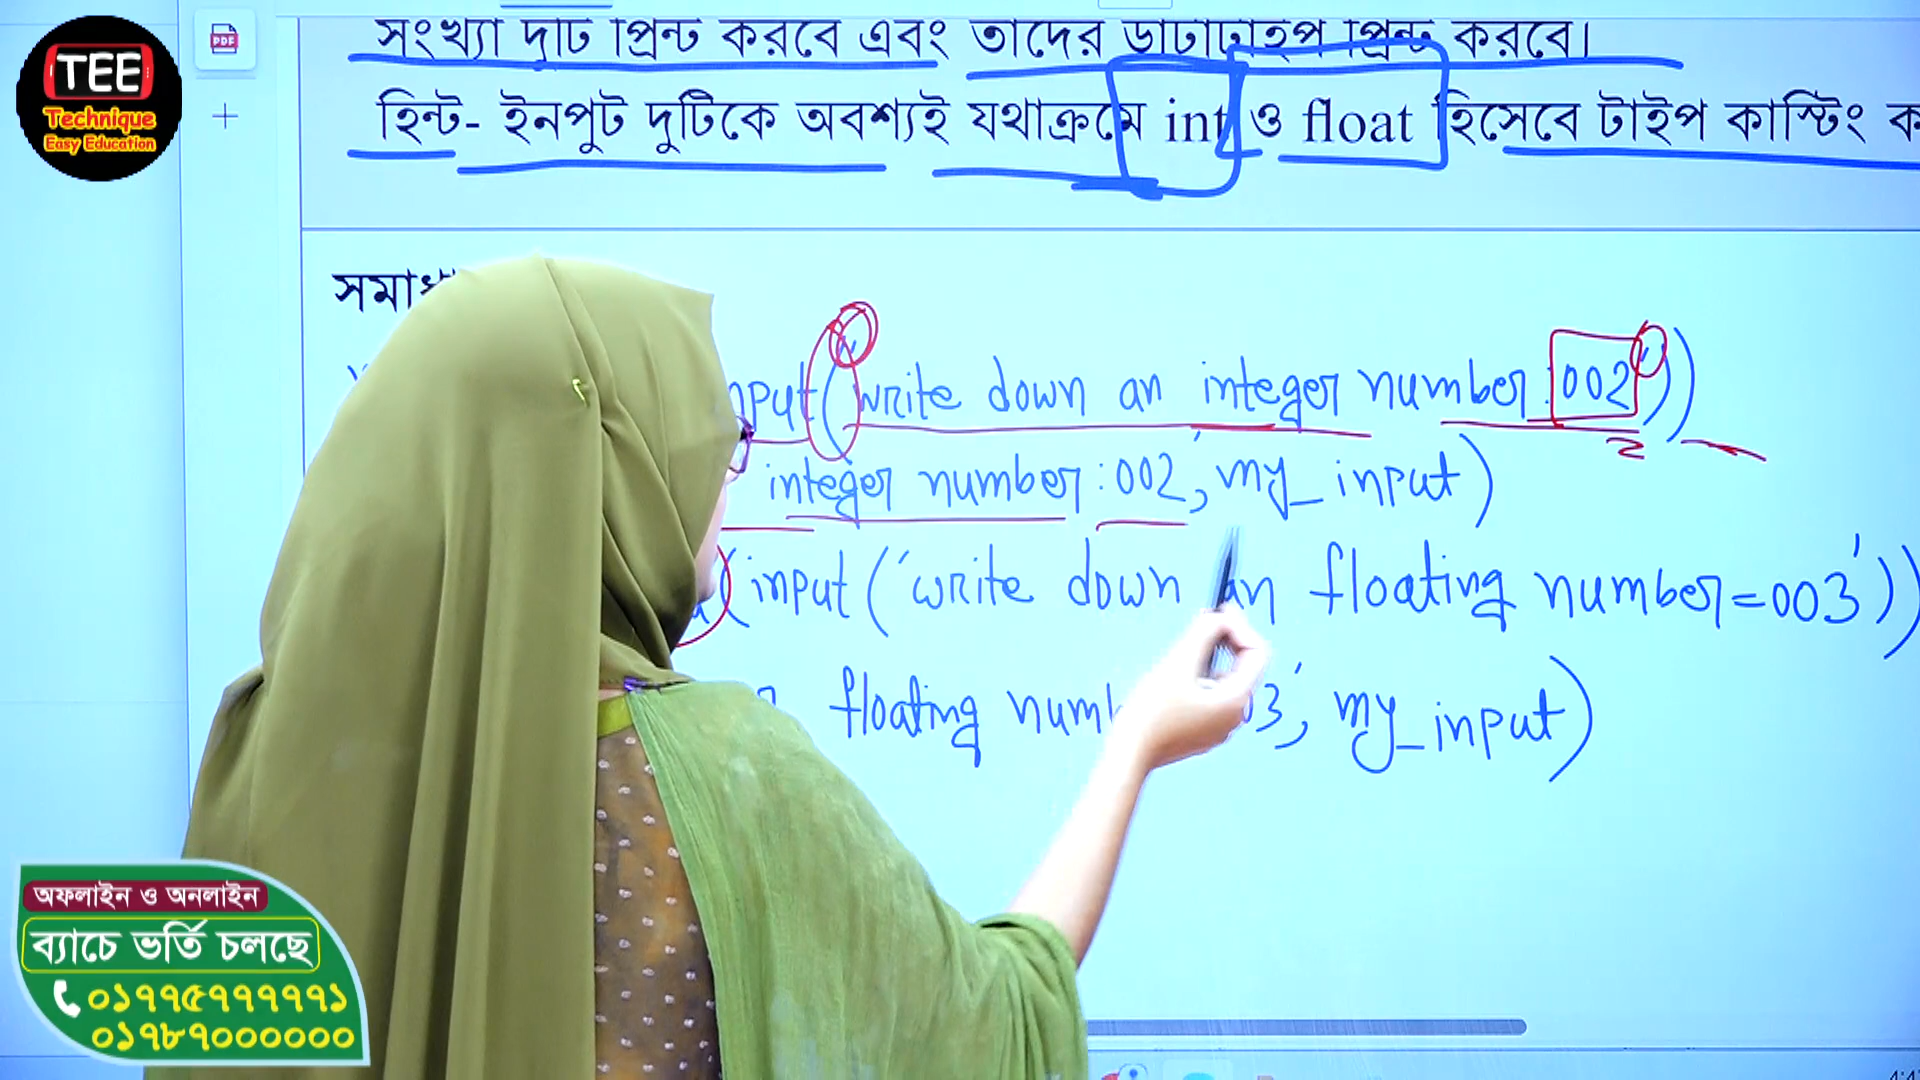 TEE
Technique
Easy Education
PDF
সংখ্যা দুটি প্রিন্ট করবে এবং তাদের ডাটাটাইপ প্রিন্ট করবে।
হিন্ট- ইনপুট দুটিকে অবশ্যই যথাক্রমে int ও float হিসেবে টাইপ কাস্টিং
input('write down an integer number:002'))
integer number:002', my_input)
(input('write down an floating number=003'))
floating num 03', my_input)
অফলাইন ও অনলাইন
ব্যাচে ভর্তি চলছে
০১৭৭৫৭৭৭৭৭১
০১৭৮৭০০০০০০